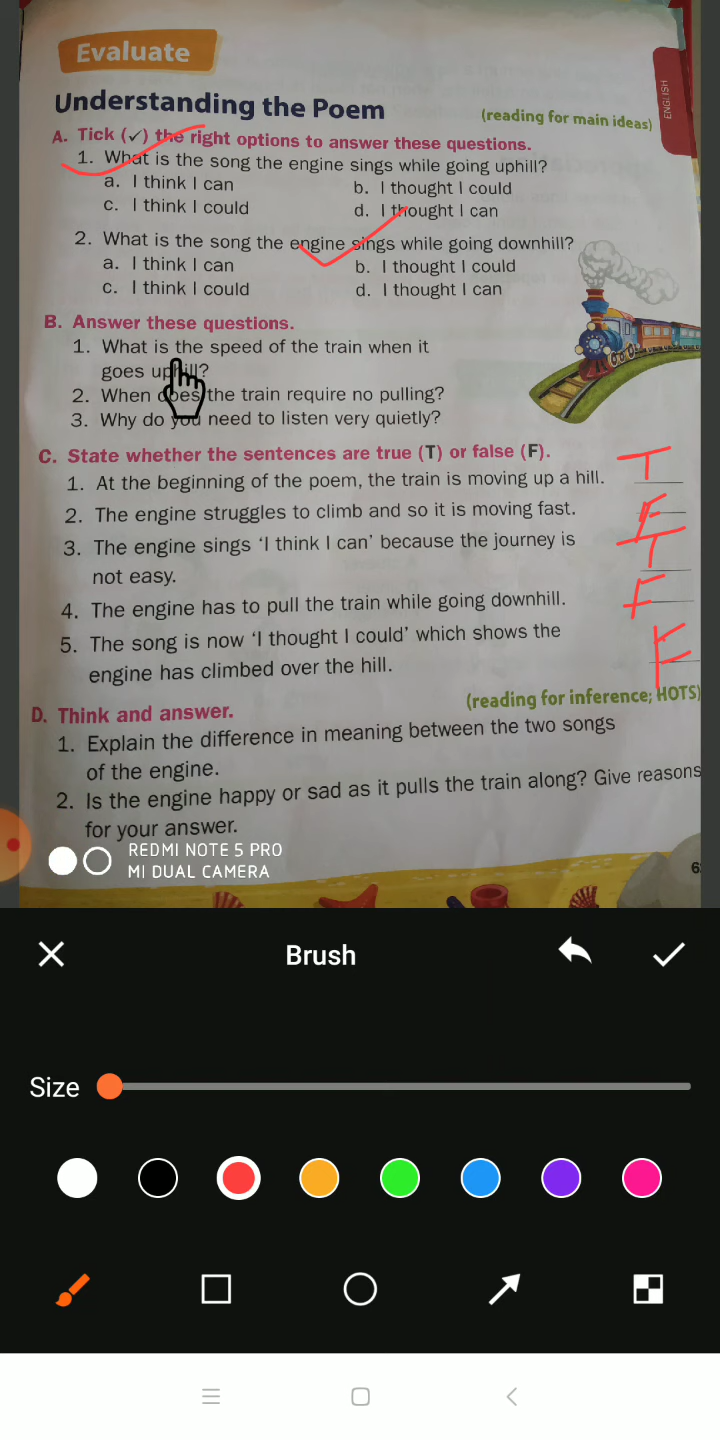 Evaluate
ENGLISH
Understanding the Poem
(reading for main ideas)
A. Tick (✓) the right options to answer these questions.
1. What is the song the engine sings while going uphill?
a. I think I can b. I thought I could
c. I think I could d. I thought I can
2. What is the song the engine sings while going downhill?
a. I think I can b. I thought I could
c. I think I could d. I thought I can
B. Answer these questions.
1. What is the speed of the train when it
goes uphill?
2. When does the train require no pulling?
3. Why do you need to listen very quietly?
C. State whether the sentences are true (T) or false (F).
1. At the beginning of the poem, the train is moving up a hill. T
2. The engine struggles to climb and so it is moving fast. F
3. The engine sings ‘I think I can’ because the journey is T
not easy.
4. The engine has to pull the train while going downhill. F
5. The song is now ‘I thought I could’ which shows the F
engine has climbed over the hill.
(reading for inference; HOTS)
D. Think and answer.
1. Explain the difference in meaning between the two songs
of the engine.
2. Is the engine happy or sad as it pulls the train along? Give reasons
for your answer.
REDMI NOTE 5 PRO
MI DUAL CAMERA
Brush
Size